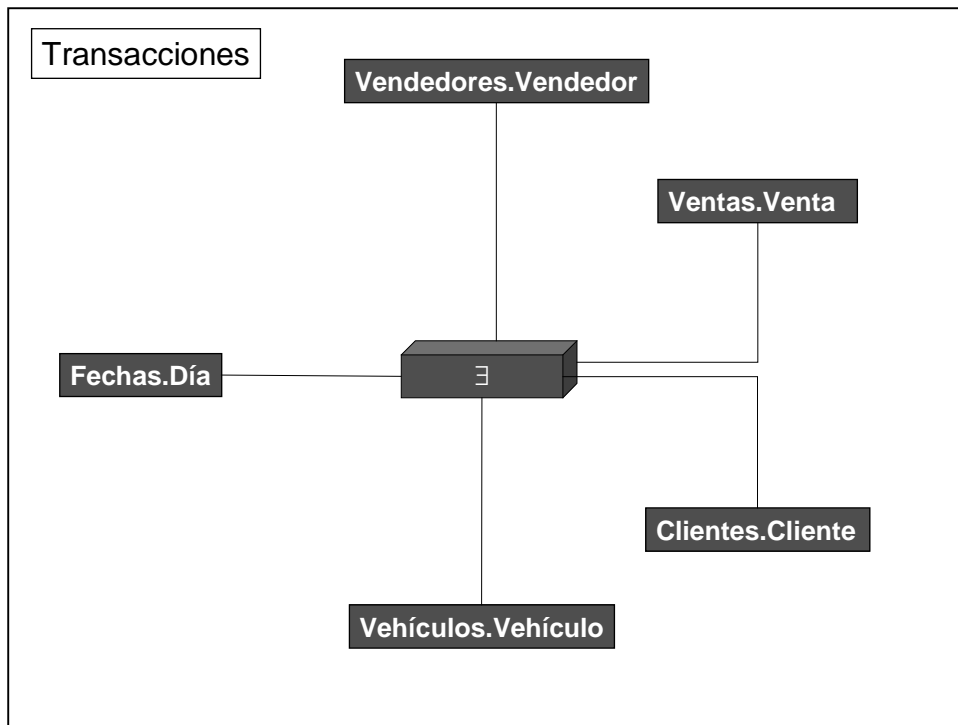 Transacciones
Vendedores.Vendedor
Ventas.Venta
Fechas.Día
∃
Clientes.Cliente
Vehículos.Vehículo